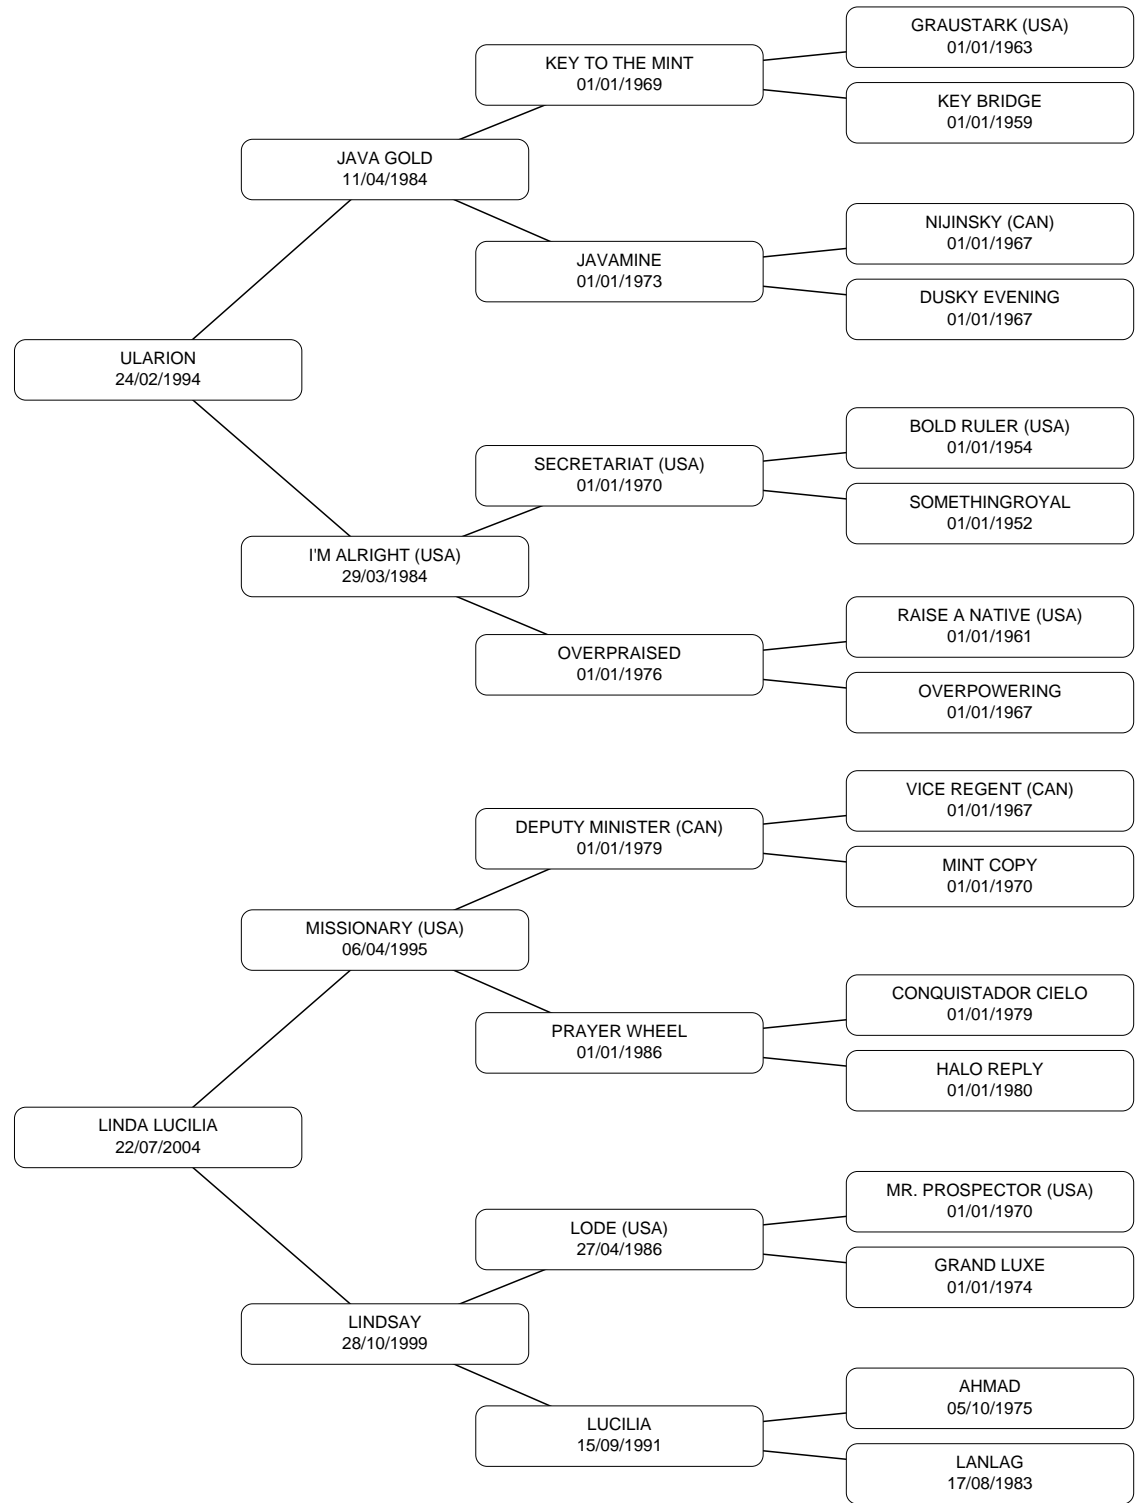 GRAUSTARK (USA)
01/01/1963
KEY TO THE MINT
01/01/1969
KEY BRIDGE
01/01/1959
JAVA GOLD
11/04/1984
NIJINSKY (CAN)
01/01/1967
JAVAMINE
01/01/1973
DUSKY EVENING
01/01/1967
ULARION
24/02/1994
BOLD RULER (USA)
01/01/1954
SECRETARIAT (USA)
01/01/1970
SOMETHINGROYAL
01/01/1952
I'M ALRIGHT (USA)
29/03/1984
RAISE A NATIVE (USA)
01/01/1961
OVERPRAISED
01/01/1976
OVERPOWERING
01/01/1967
VICE REGENT (CAN)
01/01/1967
DEPUTY MINISTER (CAN)
01/01/1979
MINT COPY
01/01/1970
MISSIONARY (USA)
06/04/1995
CONQUISTADOR CIELO
01/01/1979
PRAYER WHEEL
01/01/1986
HALO REPLY
01/01/1980
LINDA LUCILIA
22/07/2004
MR. PROSPECTOR (USA)
01/01/1970
LODE (USA)
27/04/1986
GRAND LUXE
01/01/1974
LINDSAY
28/10/1999
AHMAD
05/10/1975
LUCILIA
15/09/1991
LANLAG
17/08/1983